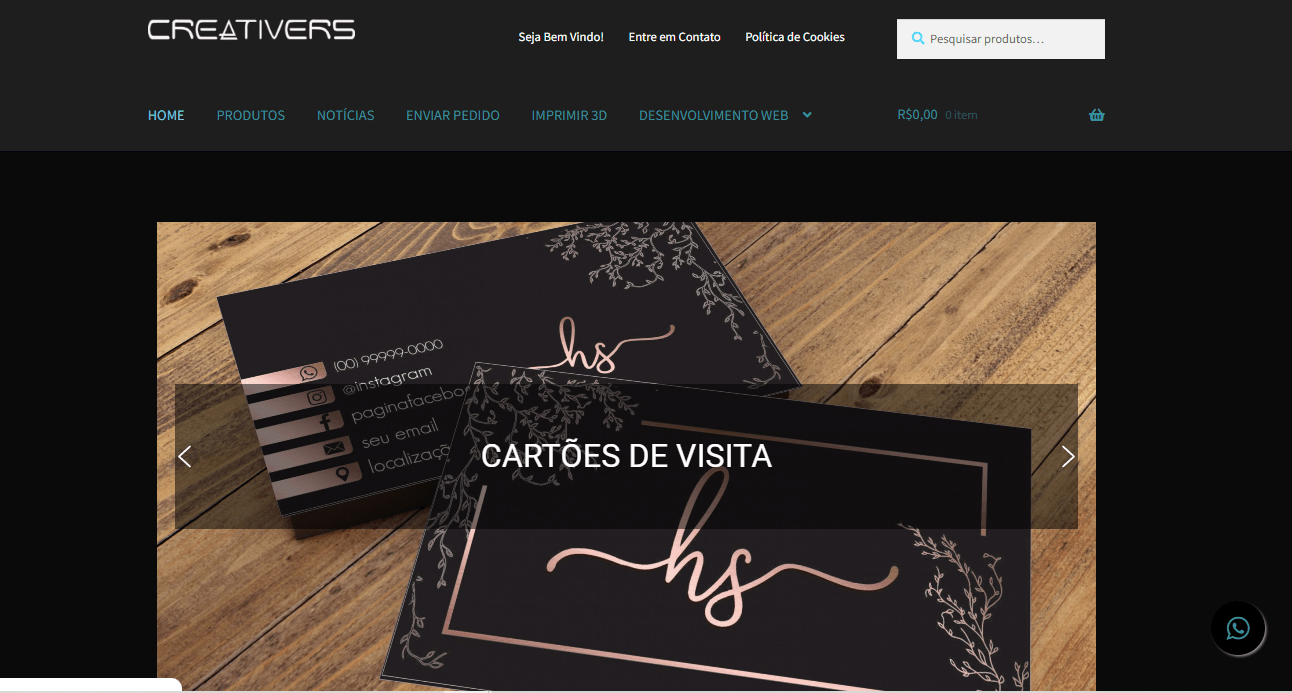 CREATIVERS
Seja Bem Vindo!
Entre em Contato
Política de Cookies
Pesquisar produtos…
HOME
PRODUTOS
NOTÍCIAS
ENVIAR PEDIDO
IMPRIMIR 3D
DESENVOLVIMENTO WEB
R$0,00 0 item
hs
(00) 99999-0000
@instagram
paginafaceboo
seu email
localizaçã
CARTÕES DE VISITA
hs